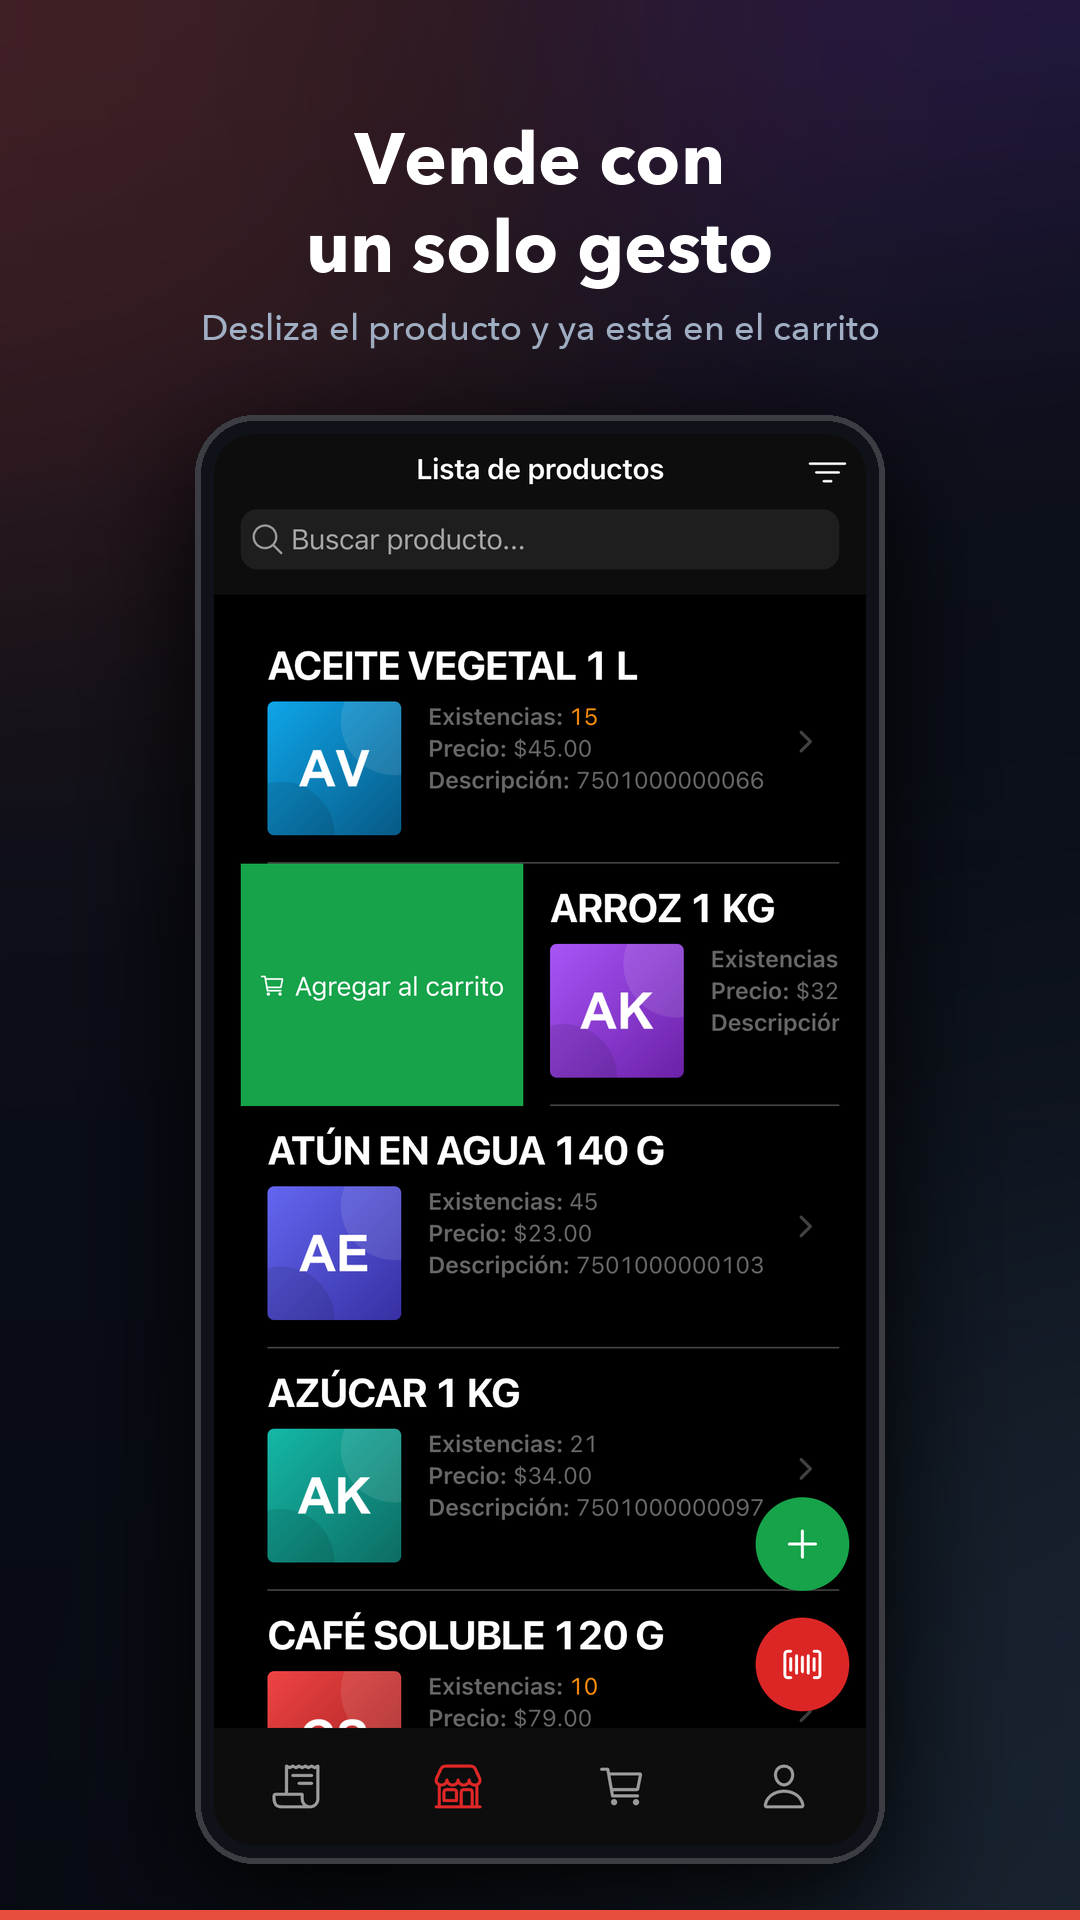 Vende con
un solo gesto
Desliza el producto y ya está en el carrito
Lista de productos
Buscar producto...
ACEITE VEGETAL 1 L
AV
Existencias: 15
Precio: $45.00
Descripción: 7501000000066
Agregar al carrito
ARROZ 1 KG
AK
Existencias
Precio: $32
Descripción
ATÚN EN AGUA 140 G
AE
Existencias: 45
Precio: $23.00
Descripción: 7501000000103
AZÚCAR 1 KG
AK
Existencias: 21
Precio: $34.00
Descripción: 7501000000097
CAFÉ SOLUBLE 120 G
Existencias: 10
Precio: $79.00